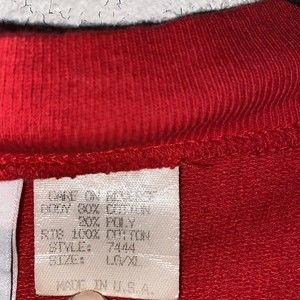 CARE ON REVERSE
BODY 80% COTTON
20% POLY
RIB 100% COTTON
STYLE: 7444
SIZE: LG/XL
MADE IN U.S.A.